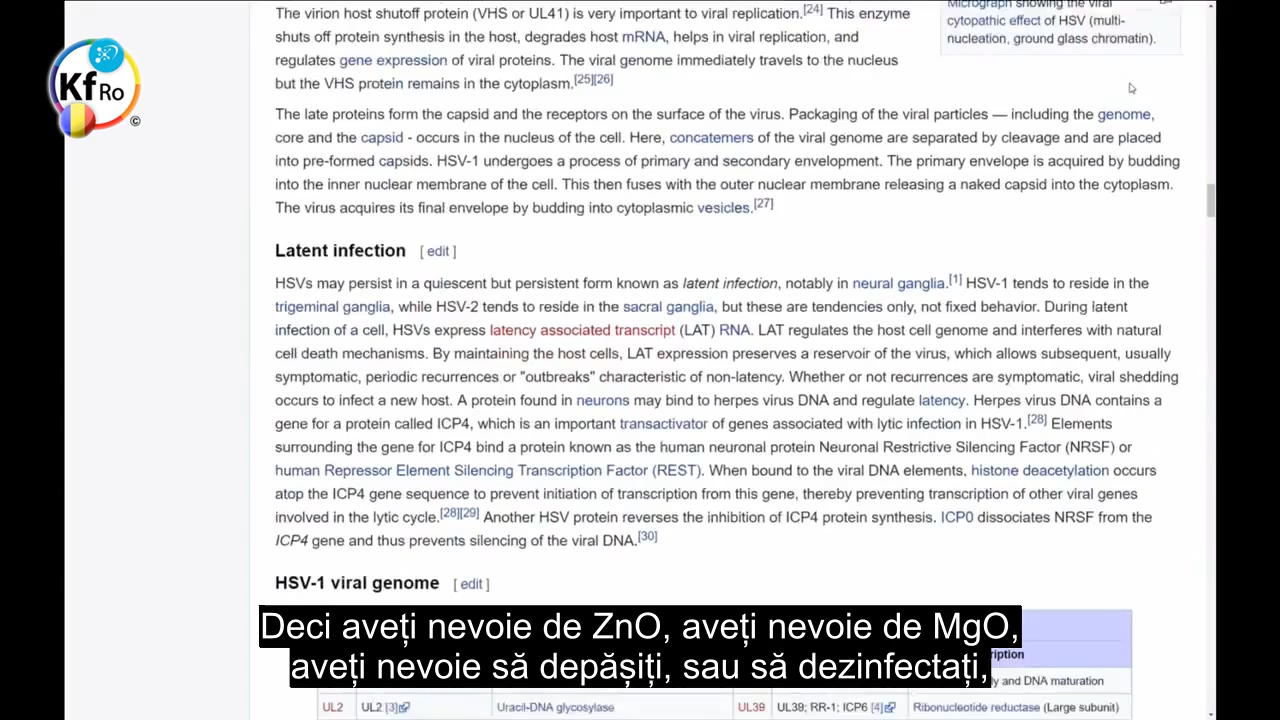 The virion host shutoff protein (VHS or UL41) is very important to viral replication.[24] This enzyme
shuts off protein synthesis in the host, degrades host mRNA, helps in viral replication, and
regulates gene expression of viral proteins. The viral genome immediately travels to the nucleus
but the VHS protein remains in the cytoplasm.[25][26]
Micrograph showing the viral
cytopathic effect of HSV (multi-
nucleation, ground glass chromatin).
Kf Ro
©
The late proteins form the capsid and the receptors on the surface of the virus. Packaging of the viral particles — including the genome,
core and the capsid - occurs in the nucleus of the cell. Here, concatemers of the viral genome are separated by cleavage and are placed
into pre-formed capsids. HSV-1 undergoes a process of primary and secondary envelopment. The primary envelope is acquired by budding
into the inner nuclear membrane of the cell. This then fuses with the outer nuclear membrane releasing a naked capsid into the cytoplasm.
The virus acquires its final envelope by budding into cytoplasmic vesicles.[27]
Latent infection [ edit ]
HSVs may persist in a quiescent but persistent form known as latent infection, notably in neural ganglia.[1] HSV-1 tends to reside in the
trigeminal ganglia, while HSV-2 tends to reside in the sacral ganglia, but these are tendencies only, not fixed behavior. During latent
infection of a cell, HSVs express latency associated transcript (LAT) RNA. LAT regulates the host cell genome and interferes with natural
cell death mechanisms. By maintaining the host cells, LAT expression preserves a reservoir of the virus, which allows subsequent, usually
symptomatic, periodic recurrences or "outbreaks" characteristic of non-latency. Whether or not recurrences are symptomatic, viral shedding
occurs to infect a new host. A protein found in neurons may bind to herpes virus DNA and regulate latency. Herpes virus DNA contains a
gene for a protein called ICP4, which is an important transactivator of genes associated with lytic infection in HSV-1.[28] Elements
surrounding the gene for ICP4 bind a protein known as the human neuronal protein Neuronal Restrictive Silencing Factor (NRSF) or
human Repressor Element Silencing Transcription Factor (REST). When bound to the viral DNA elements, histone deacetylation occurs
atop the ICP4 gene sequence to prevent initiation of transcription from this gene, thereby preventing transcription of other viral genes
involved in the lytic cycle.[28][29] Another HSV protein reverses the inhibition of ICP4 protein synthesis. ICP0 dissociates NRSF from the
ICP4 gene and thus prevents silencing of the viral DNA.[30]
HSV-1 viral genome [ edit ]
Deci aveți nevoie de ZnO, aveți nevoie de MgO,
aveți nevoie să depășiți, sau să dezinfectați,
and DNA maturation
UL2 UL2 [3] Uracil-DNA glycosylase UL39 UL39; RR-1; ICP6 [4] Ribonucleotide reductase (Large subunit)